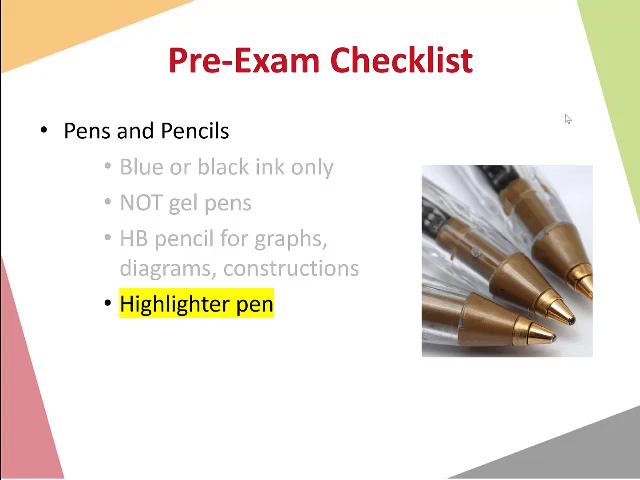 Pre-Exam Checklist
• Pens and Pencils
• Blue or black ink only
• NOT gel pens
• HB pencil for graphs,
diagrams, constructions
• Highlighter pen